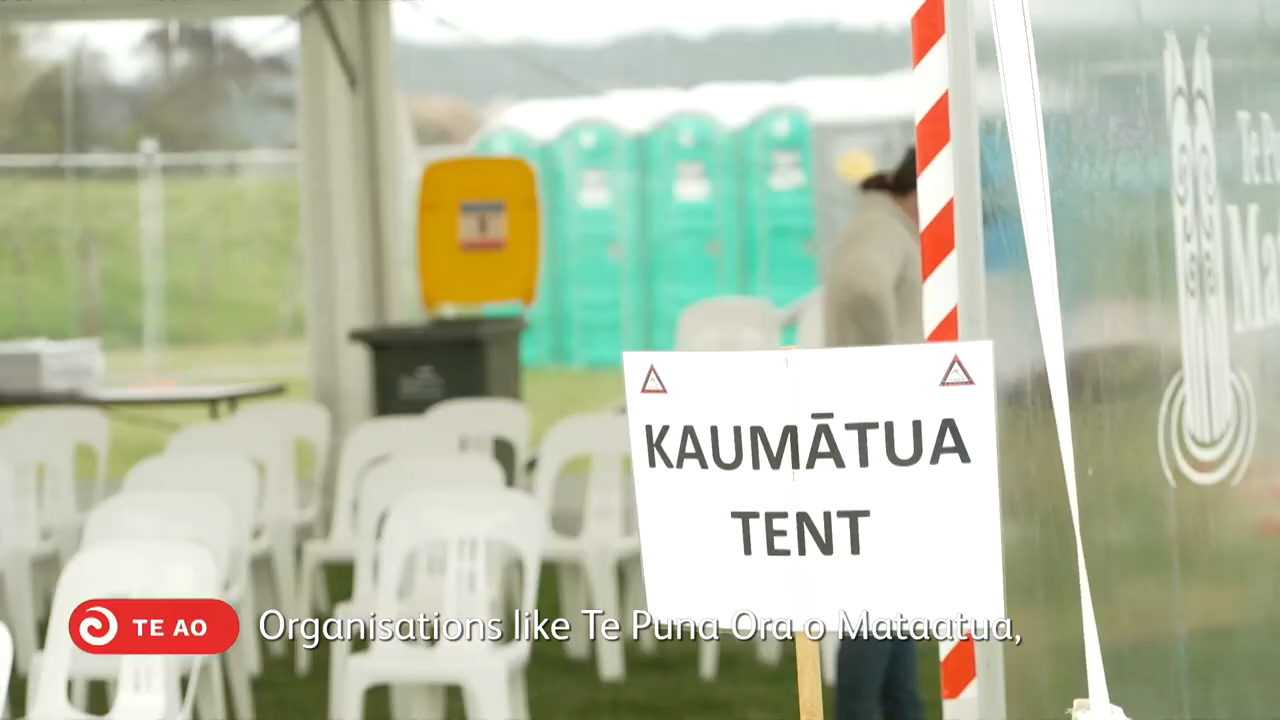 KAUMĀTUA
TENT
TE AO
Organisations like Te Puna Ora o Mataatua,